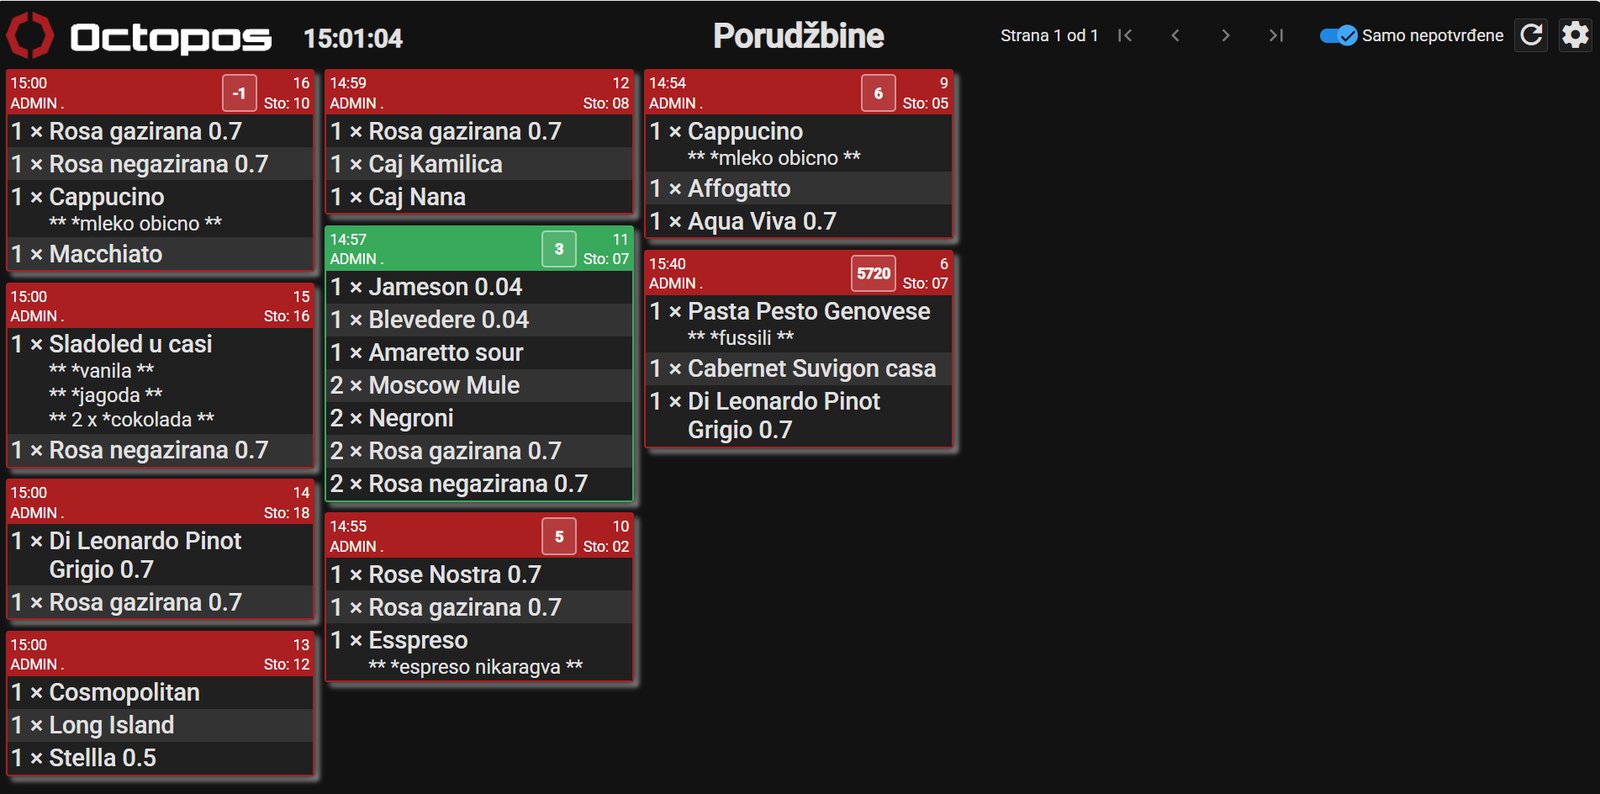 Octopos
15:01:04
Porudžbine
Strana 1 od 1
Samo nepotvrđene
15:00
-1
16
ADMIN .
Sto: 10
1 × Rosa gazirana 0.7
1 × Rosa negazirana 0.7
1 × Cappucino
** *mleko obicno **
1 × Macchiato
15:00
15
ADMIN .
Sto: 16
1 × Sladoled u casi
** *vanila **
** *jagoda **
** 2 x *cokolada **
1 × Rosa negazirana 0.7
15:00
14
ADMIN .
Sto: 18
1 × Di Leonardo Pinot
Grigio 0.7
1 × Rosa gazirana 0.7
15:00
13
ADMIN .
Sto: 12
1 × Cosmopolitan
1 × Long Island
1 × Stellla 0.5
14:59
12
ADMIN .
Sto: 08
1 × Rosa gazirana 0.7
1 × Caj Kamilica
1 × Caj Nana
14:57
3
11
ADMIN .
Sto: 07
1 × Jameson 0.04
1 × Blevedere 0.04
1 × Amaretto sour
2 × Moscow Mule
2 × Negroni
2 × Rosa gazirana 0.7
2 × Rosa negazirana 0.7
14:55
5
10
ADMIN .
Sto: 02
1 × Rose Nostra 0.7
1 × Rosa gazirana 0.7
1 × Esspreso
** *espreso nikaragva **
14:54
6
9
ADMIN .
Sto: 05
1 × Cappucino
** *mleko obicno **
1 × Affogatto
1 × Aqua Viva 0.7
15:40
5720
6
ADMIN .
Sto: 07
1 × Pasta Pesto Genovese
** *fussili **
1 × Cabernet Suvigon casa
1 × Di Leonardo Pinot
Grigio 0.7